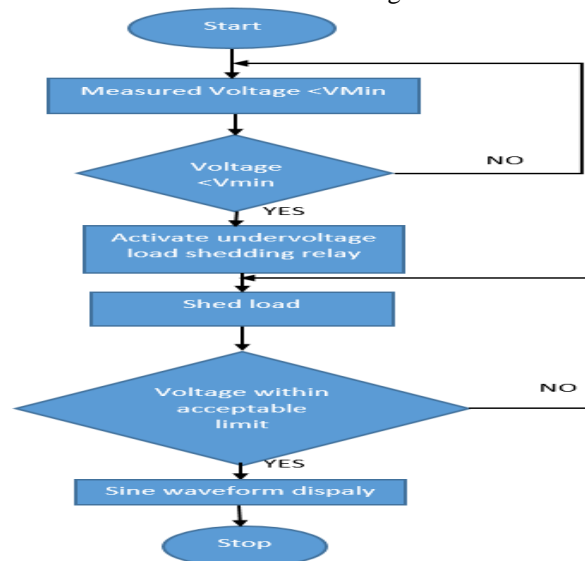 Start
Measured Voltage <VMin
Voltage
<Vmin
NO
YES
Activate undervoltage
load shedding relay
Shed load
Voltage within
acceptable
limit
NO
YES
Sine waveform dispaly
Stop